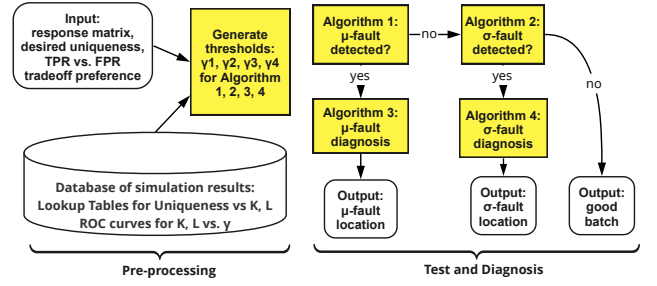 Input:
response matrix,
desired uniqueness,
TPR vs. FPR
tradeoff preference
Generate
thresholds:
γ1, γ2, γ3, γ4
for Algorithm
1, 2, 3, 4
Database of simulation results:
Lookup Tables for Uniqueness vs K, L
ROC curves for K, L vs. γ
Pre-processing
Algorithm 1:
μ-fault
detected?
no
Algorithm 2:
σ-fault
detected?
yes
yes
no
Algorithm 3:
μ-fault
diagnosis
Algorithm 4:
σ-fault
diagnosis
Output:
μ-fault
location
Output:
σ-fault
location
Output:
good
batch
Test and Diagnosis